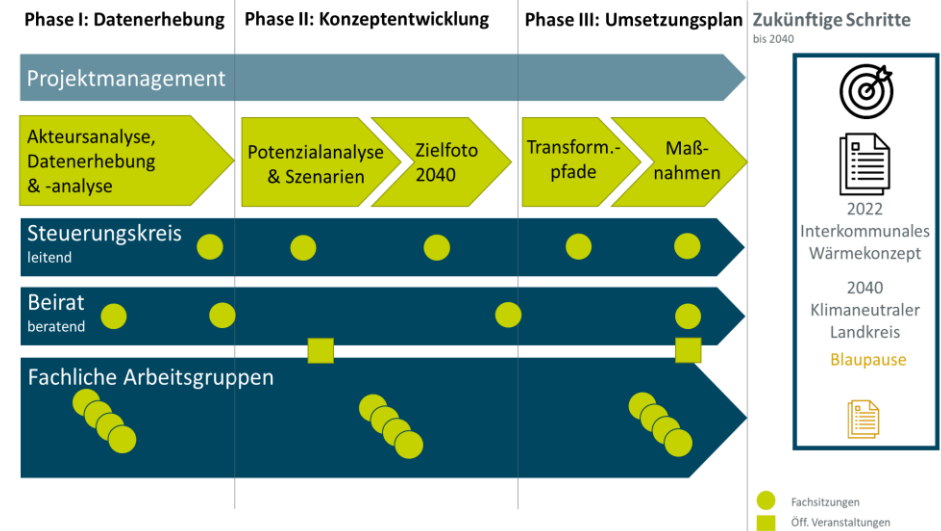 Phase I: Datenerhebung
Phase II: Konzeptentwicklung
Phase III: Umsetzungsplan
Zukünftige Schritte
bis 2040
Projektmanagement
Akteursanalyse,
Datenerhebung
& -analyse
Potenzialanalyse
& Szenarien
Zielfoto
2040
Transform.-
pfade
Maß-
nahmen
Steuerungskreis
leitend
Beirat
beratend
Fachliche Arbeitsgruppen
2022
Interkommunales
Wärmekonzept
2040
Klimaneutraler
Landkreis
Blaupause
Fachsitzungen
Öff. Veranstaltungen